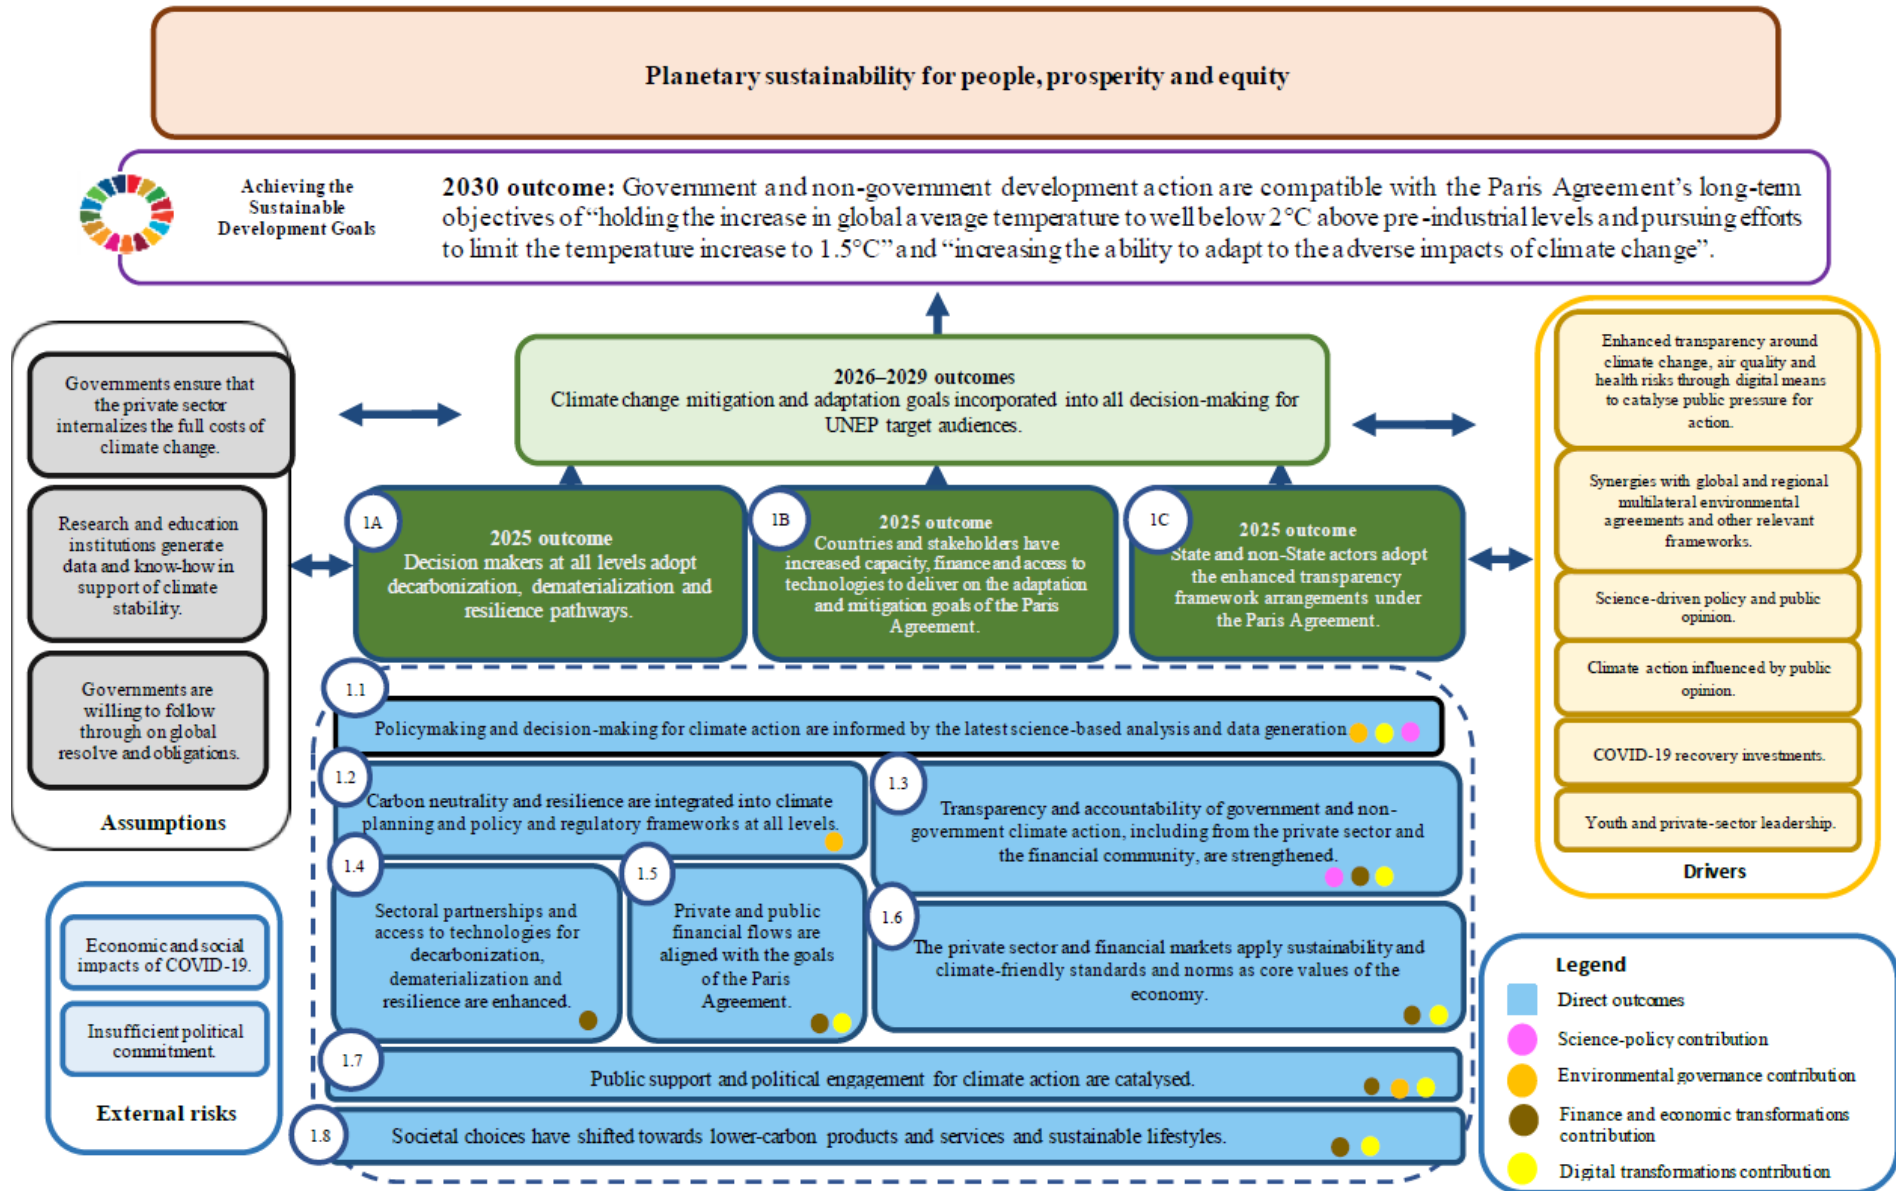 Planetary sustainability for people, prosperity and equity
Achieving the
Sustainable
Development Goals
2030 outcome: Government and non-government development action are compatible with the Paris Agreement's long-term
objectives of "holding the increase in global average temperature to well below 2°C above pre-industrial levels and pursuing efforts
to limit the temperature increase to 1.5°C" and "increasing the ability to adapt to the adverse impacts of climate change".
Governments ensure that
the private sector
internalizes the full costs of
climate change.
Research and education
institutions generate
data and know-how in
support of climate
stability.
Governments are
willing to follow
through on global
resolve and obligations.
Assumptions
Economic and social
impacts of COVID-19.
Insufficient political
commitment.
External risks
2026–2029 outcomes
Climate change mitigation and adaptation goals incorporated into all decision-making for
UNEP target audiences.
1A
2025 outcome
Decision makers at all levels adopt
decarbonization, dematerialization and
resilience pathways.
1B
2025 outcome
Countries and stakeholders have
increased capacity, finance and access to
technologies to deliver on the adaptation
and mitigation goals of the Paris
Agreement.
1C
2025 outcome
State and non-State actors adopt
the enhanced transparency
framework arrangements under
the Paris Agreement.
1.1
Policymaking and decision-making for climate action are informed by the latest science-based analysis and data generation
1.2
Carbon neutrality and resilience are integrated into climate
planning and policy and regulatory frameworks at all levels.
1.3
Transparency and accountability of government and non-
government climate action, including from the private sector and
the financial community, are strengthened.
1.4
Sectoral partnerships and
access to technologies for
decarbonization,
dematerialization and
resilience are enhanced.
1.5
Private and public
financial flows are
aligned with the goals
of the Paris
Agreement.
1.6
The private sector and financial markets apply sustainability and
climate-friendly standards and norms as core values of the
economy.
1.7
Public support and political engagement for climate action are catalysed.
1.8
Societal choices have shifted towards lower-carbon products and services and sustainable lifestyles.
Enhanced transparency around
climate change, air quality and
health risks through digital means
to catalyse public pressure for
action.
Synergies with global and regional
multilateral environmental
agreements and other relevant
frameworks.
Science-driven policy and public
opinion.
Climate action influenced by public
opinion.
COVID-19 recovery investments.
Youth and private-sector leadership.
Drivers
Legend
Direct outcomes
Science-policy contribution
Environmental governance contribution
Finance and economic transformations
contribution
Digital transformations contribution